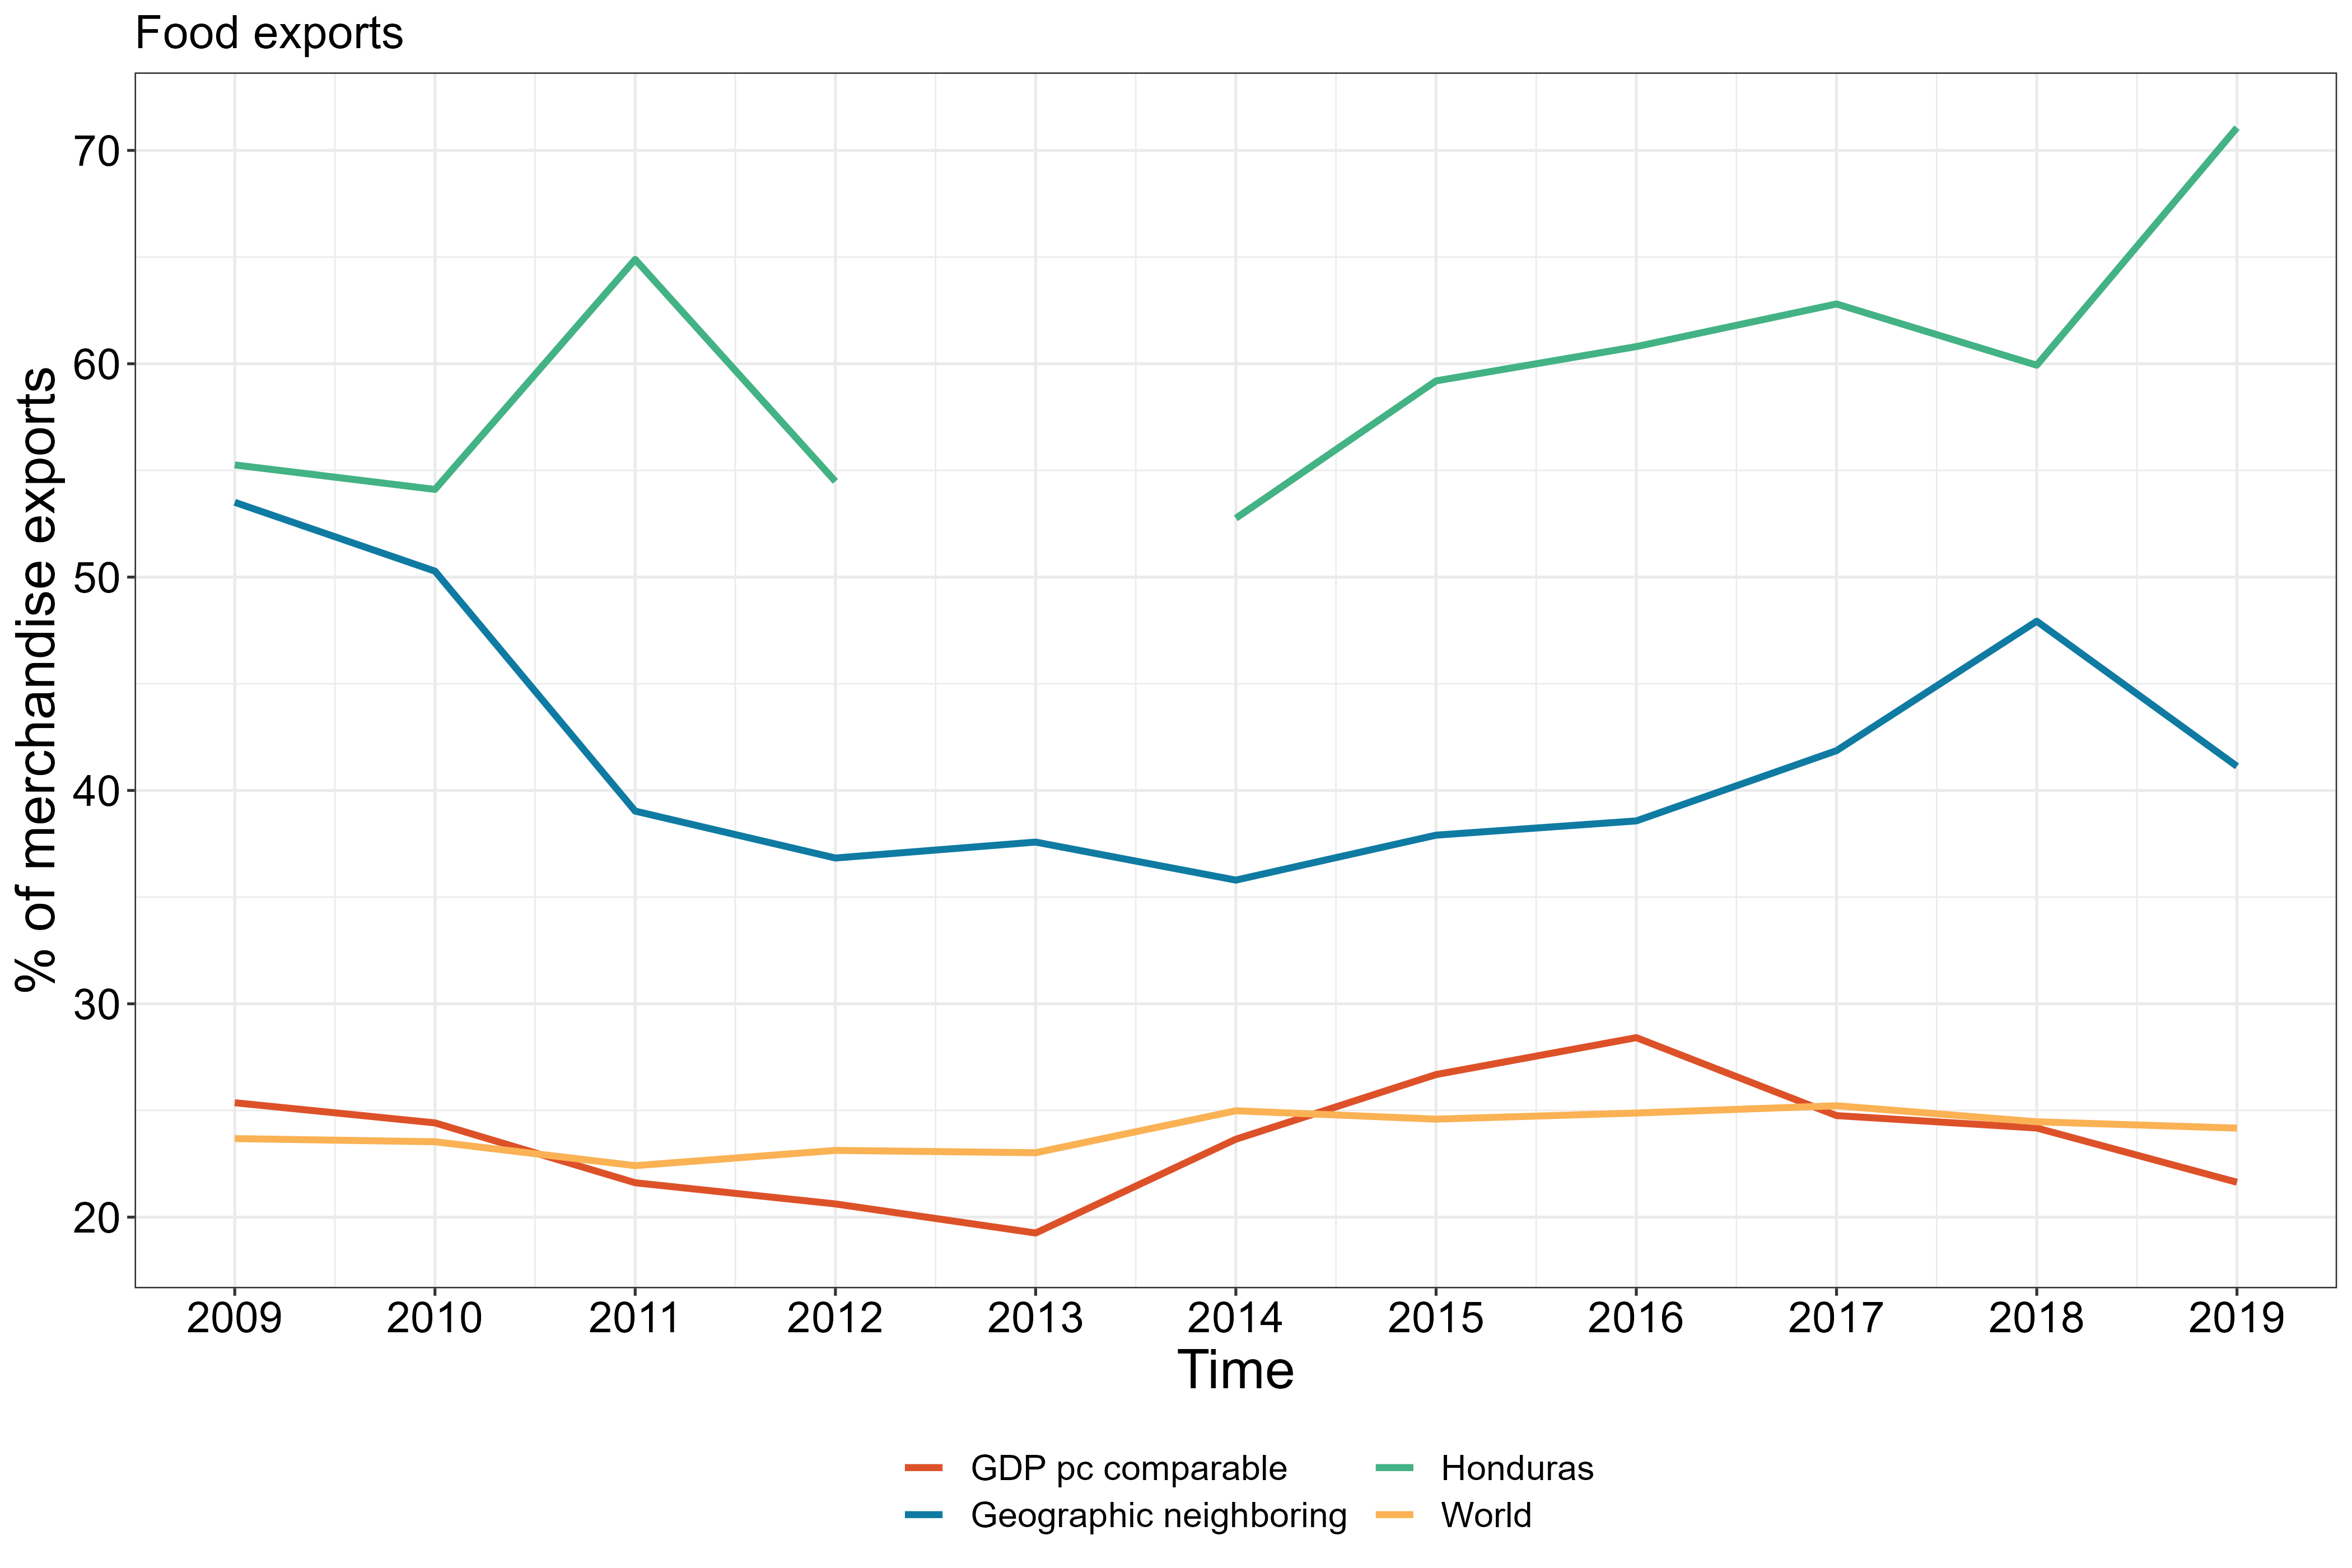 Food exports
% of merchandise exports
70
60
50
40
30
20
2009 2010 2011 2012 2013 2014 2015 2016 2017 2018 2019
Time
GDP pc comparable Honduras
Geographic neighboring World